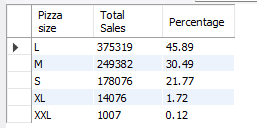 Pizza size Total Sales Percentage
L 375319 45.89
M 249382 30.49
S 178076 21.77
XL 14076 1.72
XXL 1007 0.12